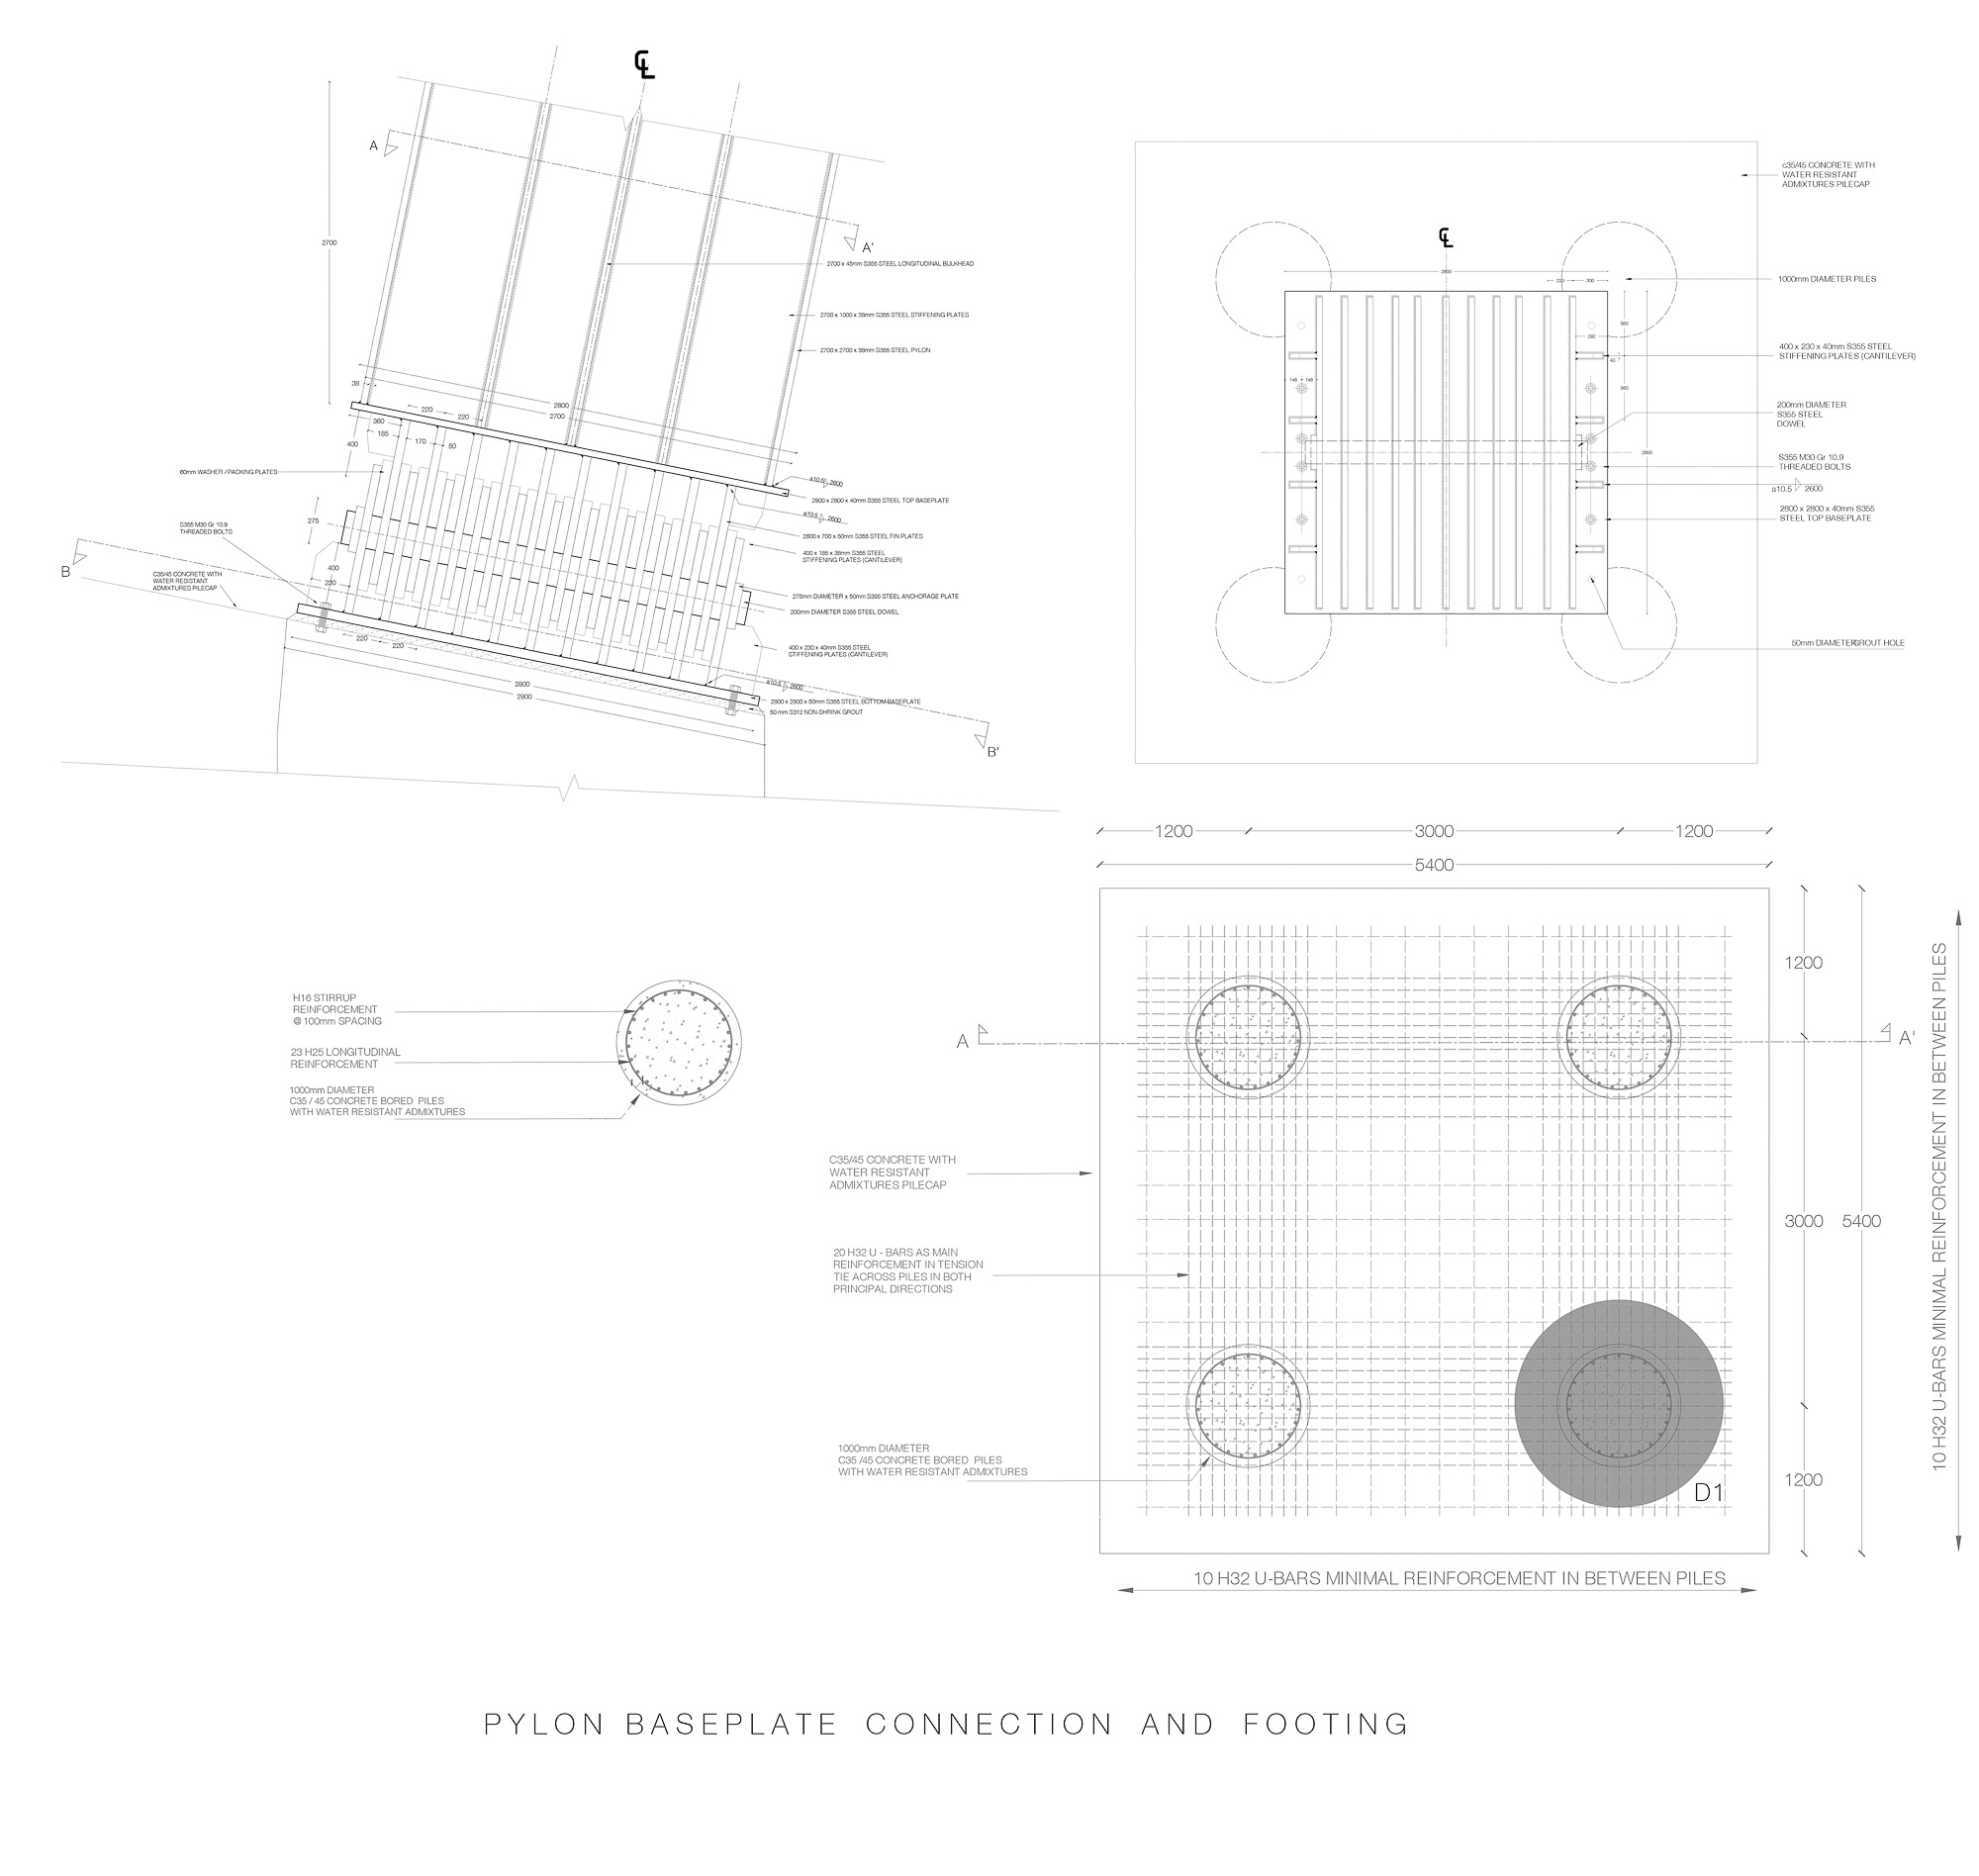 ℄
A
2700
A'
2700 x 45mm S355 STEEL LONGITUDINAL BULKHEAD
2700 x 1000 x 38mm S355 STEEL STIFFENING PLATES
2700 x 2700 x 38mm S355 STEEL PYLON
38
2800
2700
220
220
360
185
170
50
400
60mm WASHER / PACKING PLATES
a10.5 2600
2800 x 2800 x 40mm S355 STEEL TOP BASEPLATE
a10.5 2600
275
S355 M30 Gr 10.9
THREADED BOLTS
2600 x 700 x 50mm S355 STEEL FIN PLATES
400 x 185 x 38mm S355 STEEL
STIFFENING PLATES (CANTILEVER)
B
C35/45 CONCRETE WITH
WATER RESISTANT
ADMIXTURES PILECAP
400
230
275mm DIAMETER x 50mm S355 STEEL ANCHORAGE PLATE
200mm DIAMETER S355 STEEL DOWEL
220
220
400 x 230 x 40mm S355 STEEL
STIFFENING PLATES (CANTILEVER)
2800
2900
a10.5 2600
2800 x 2800 x 50mm S355 STEEL BOTTOM BASEPLATE
50 mm S312 NON-SHRINK GROUT
B'
c35/45 CONCRETE WITH
WATER RESISTANT
ADMIXTURES PILECAP
℄
2800
220
200
1000mm DIAMETER PILES
560
230
40
400 x 230 x 40mm S355 STEEL
STIFFENING PLATES (CANTILEVER)
146
146
560
200mm DIAMETER
S355 STEEL
DOWEL
2800
S355 M30 Gr 10.9
THREADED BOLTS
a10.5 2600
2800 x 2800 x 40mm S355
STEEL TOP BASEPLATE
50mm DIAMETER GROUT HOLE
1200
3000
1200
5400
H16 STIRRUP
REINFORCEMENT
@ 100mm SPACING
23 H25 LONGITUDINAL
REINFORCEMENT
1000mm DIAMETER
C35 / 45 CONCRETE BORED PILES
WITH WATER RESISTANT ADMIXTURES
A
A'
C35/45 CONCRETE WITH
WATER RESISTANT
ADMIXTURES PILECAP
20 H32 U - BARS AS MAIN
REINFORCEMENT IN TENSION
TIE ACROSS PILES IN BOTH
PRINCIPAL DIRECTIONS
1000mm DIAMETER
C35 /45 CONCRETE BORED PILES
WITH WATER RESISTANT ADMIXTURES
D1
1200
3000
5400
1200
10 H32 U-BARS MINIMAL REINFORCEMENT IN BETWEEN PILES
10 H32 U-BARS MINIMAL REINFORCEMENT IN BETWEEN PILES
PYLON BASEPLATE CONNECTION AND FOOTING